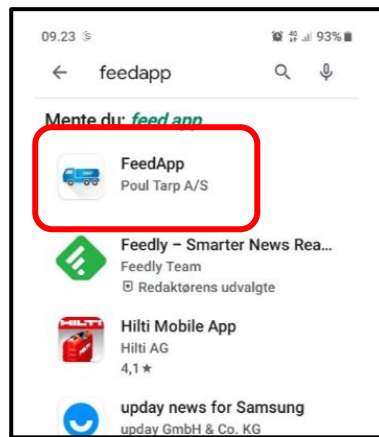 09.23 93%
feedapp
Mente du: feed app
FeedApp
Poul Tarp A/S
Feedly – Smarter News Rea...
Feedly Team
Redaktørens udvalgte
HILTI
Hilti Mobile App
Hilti AG
4,1★
upday news for Samsung
upday GmbH & Co. KG